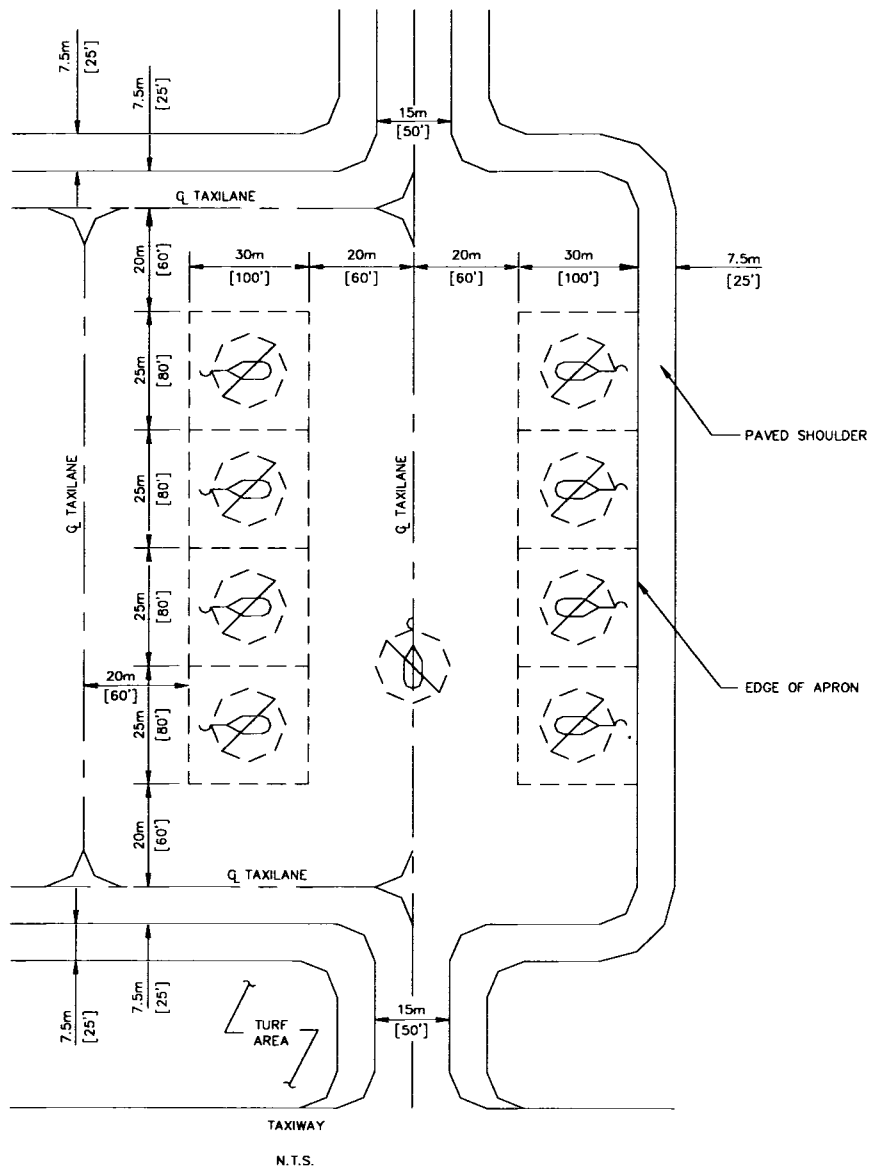 7.5m
[25']
7.5m
[25']
15m
[50']
℄ TAXILANE
20m
[60']
30m
[100']
20m
[60']
20m
[60']
30m
[100']
7.5m
[25']
25m
[80']
PAVED SHOULDER
25m
[80']
℄ TAXILANE
℄ TAXILANE
25m
[80']
20m
[60']
25m
[80']
EDGE OF APRON
20m
[60']
℄ TAXILANE
7.5m
[25']
7.5m
[25']
TURF
AREA
15m
[50']
TAXIWAY
N.T.S.